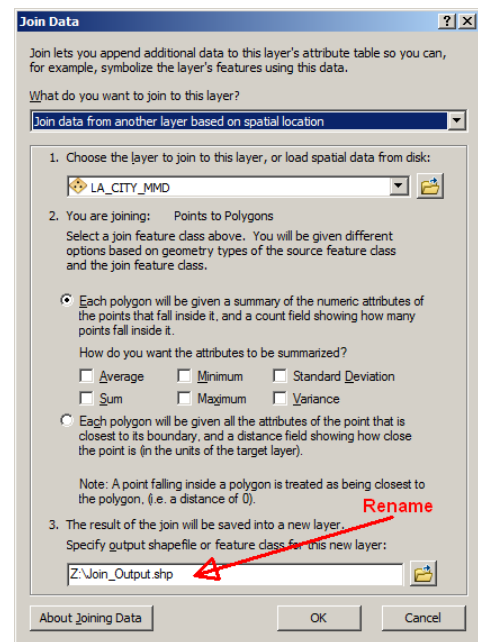 Join Data
Join lets you append additional data to this layer's attribute table so you can,
for example, symbolize the layer's features using this data.
What do you want to join to this layer?
Join data from another layer based on spatial location
1. Choose the layer to join to this layer, or load spatial data from disk:
LA_CITY_MMD
2. You are joining: Points to Polygons
Select a join feature class above. You will be given different
options based on geometry types of the source feature class
and the join feature class.
Each polygon will be given a summary of the numeric attributes of
the points that fall inside it, and a count field showing how many
points fall inside it.
How do you want the attributes to be summarized?
Average Minimum Standard Deviation
Sum Maximum Variance
Each polygon will be given all the attributes of the point that is
closest to its boundary, and a distance field showing how close
the point is (in the units of the target layer).
Note: A point falling inside a polygon is treated as being closest to
the polygon, (i.e. a distance of 0).
Rename
3. The result of the join will be saved into a new layer.
Specify output shapefile or feature class for this new layer:
Z:\Join_Output.shp
About Joining Data OK Cancel